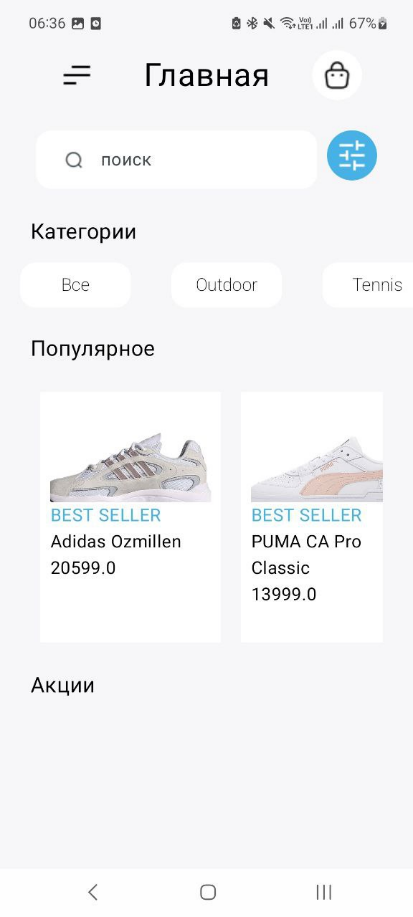 06:36
67%
Главная
поиск
Категории
Все
Outdoor
Tennis
Популярное
BEST SELLER
Adidas Ozmillen
20599.0
BEST SELLER
PUMA CA Pro
Classic
13999.0
Акции